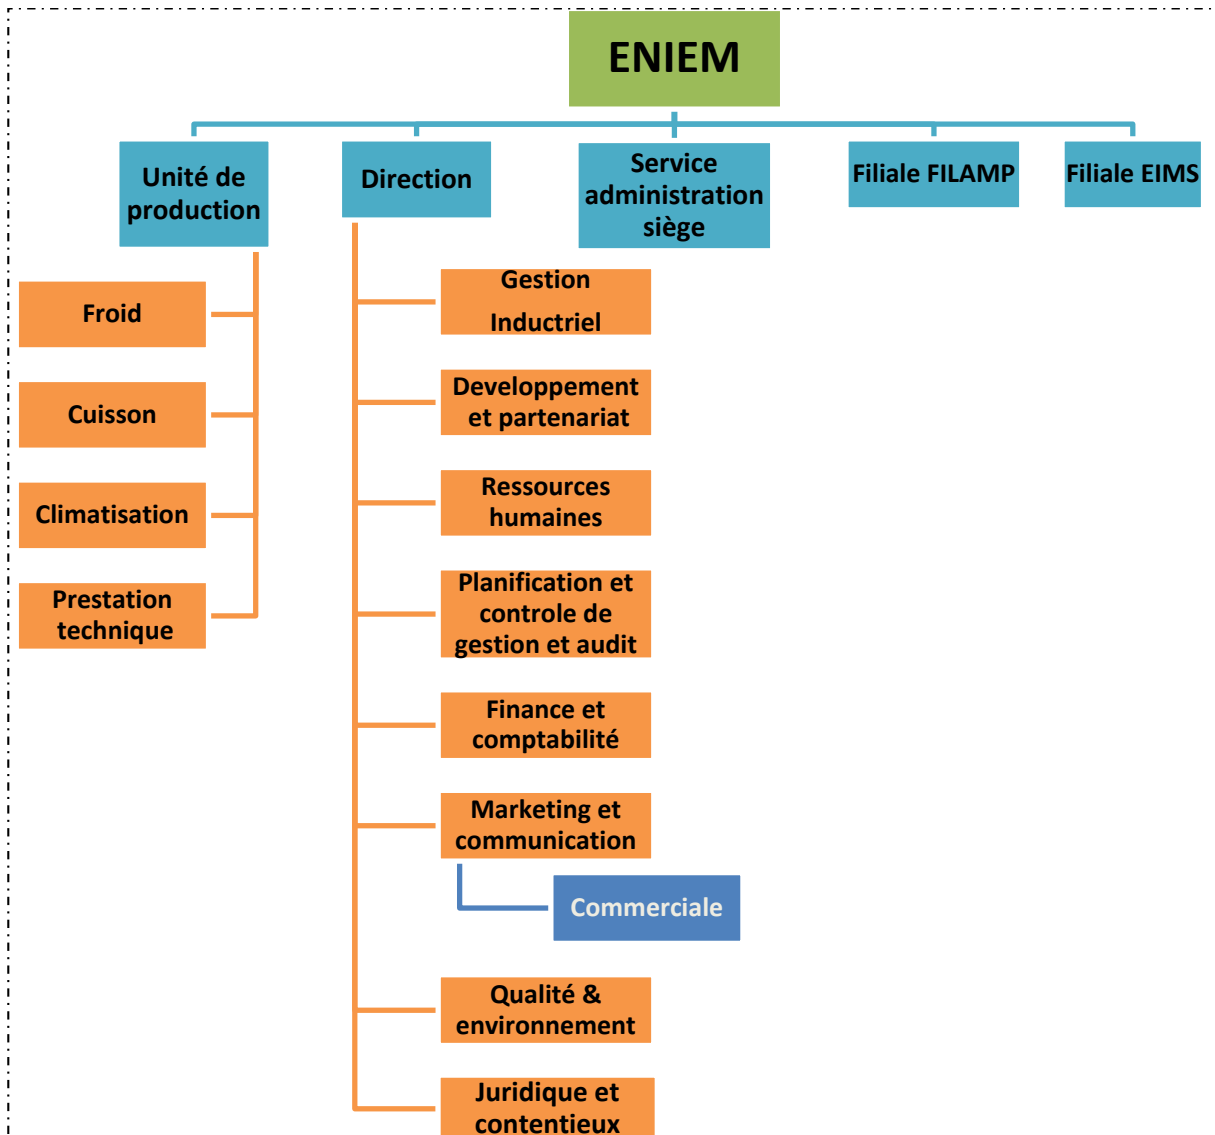 ENIEM
Unité de
production
Direction
Service
administration
siège
Filiale FILAMP
Filiale EIMS
Froid
Cuisson
Climatisation
Prestation
technique
Gestion
Inductriel
Developpement
et partenariat
Ressources
humaines
Planification et
controle de
gestion et audit
Finance et
comptabilité
Marketing et
communication
Commerciale
Qualité &
environnement
Juridique et
contentieux